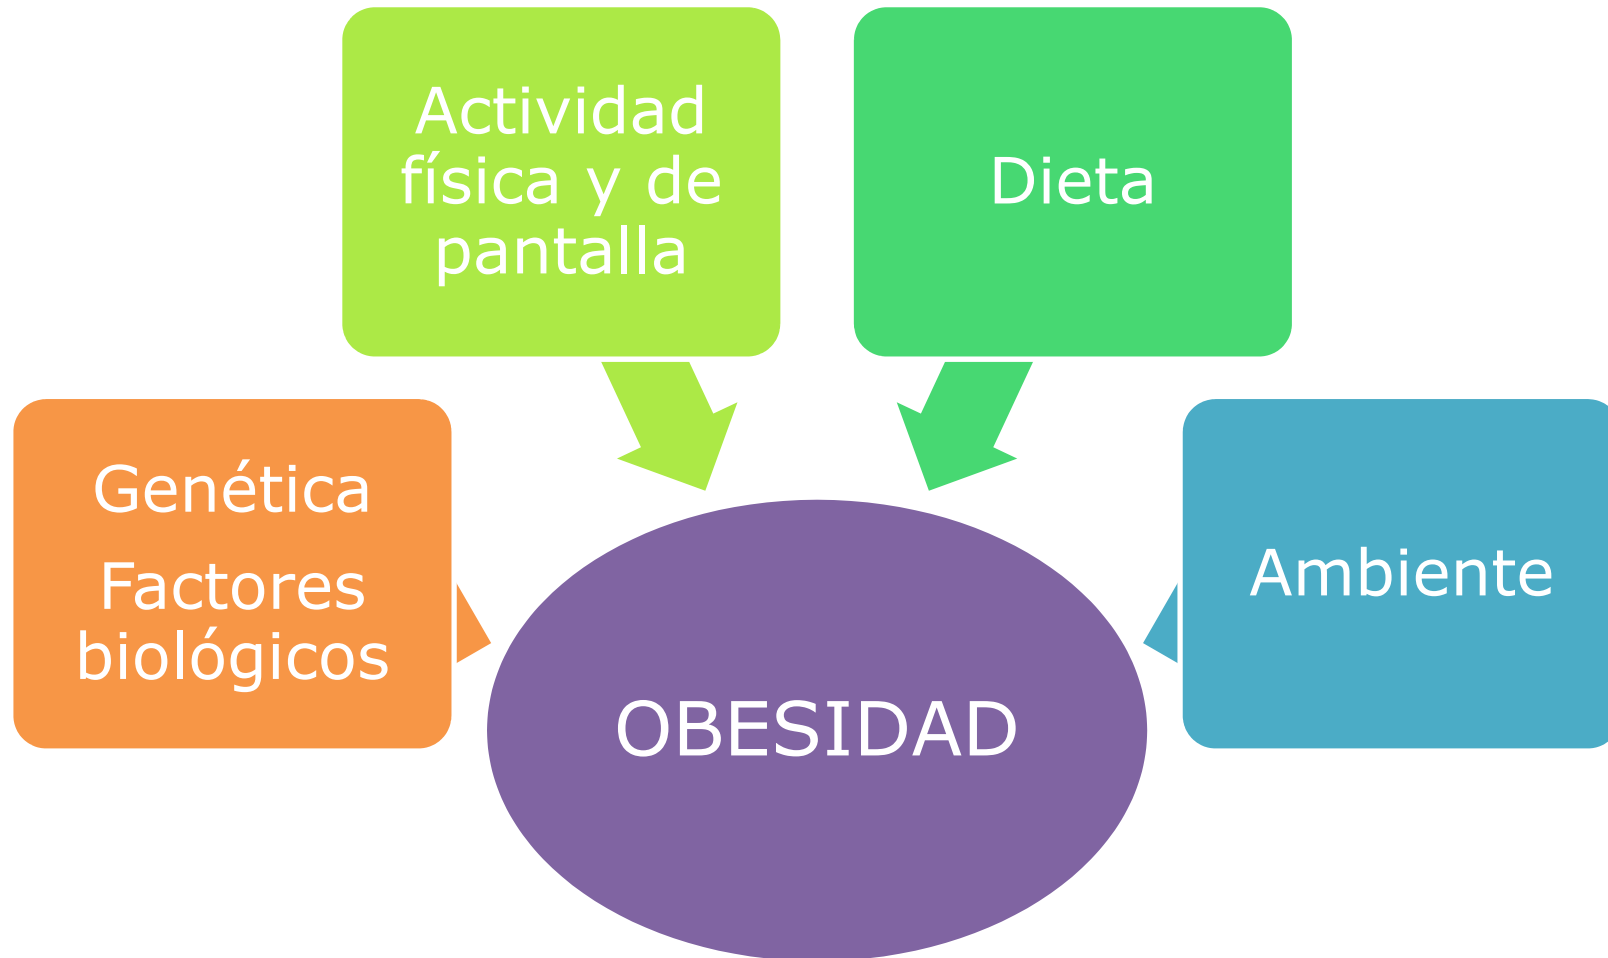 Actividad
física y de
pantalla
Dieta
Genética
Factores
biológicos
Ambiente
OBESIDAD